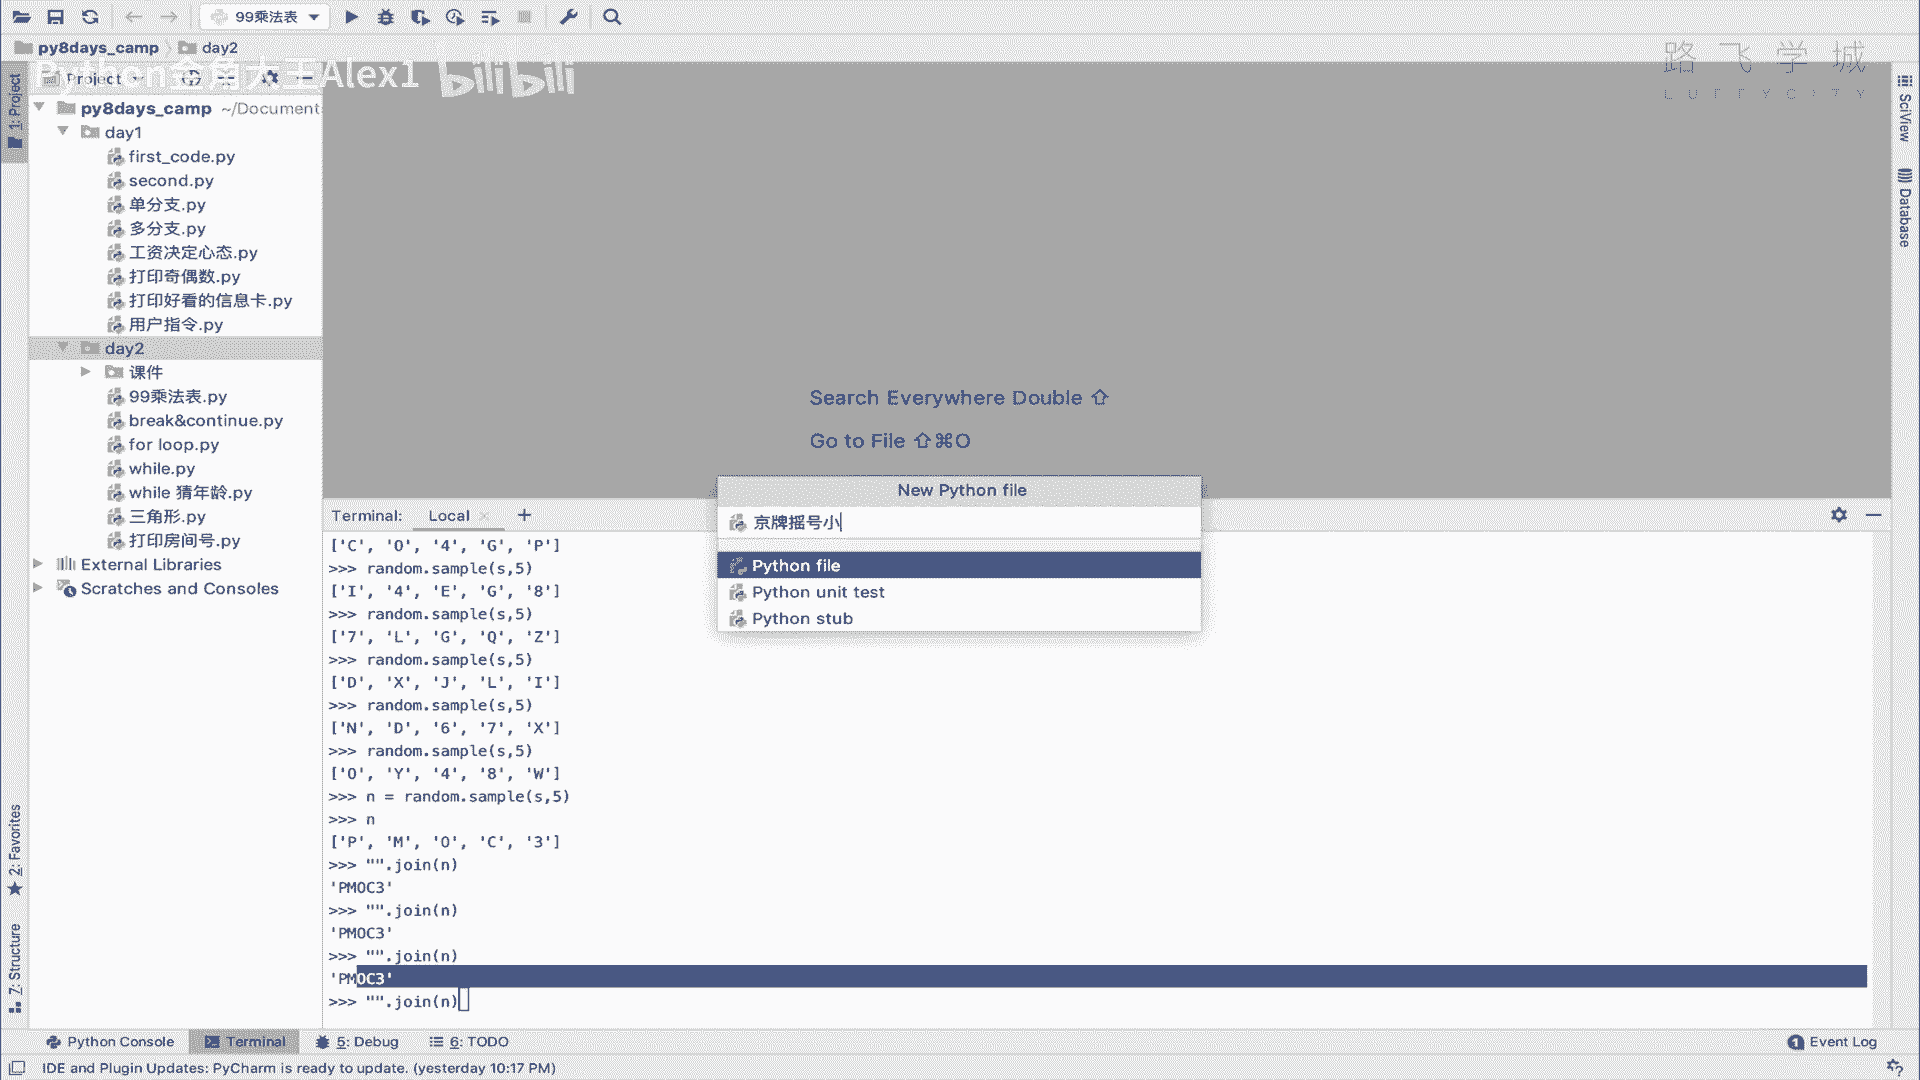 99乘法表
py8days_camp
day2
Python金角大王Alex1 bilibili
路飞学城
LUFFYCITY
Project
1: Project
py8days_camp ~/Document
day1
first_code.py
second.py
单分支.py
多分支.py
工资决定心态.py
打印奇偶数.py
打印好看的信息卡.py
用户指令.py
day2
课件
99乘法表.py
break&continue.py
for loop.py
while.py
while 猜年龄.py
三角形.py
打印房间号.py
External Libraries
Scratches and Consoles
SciView
Database
Search Everywhere Double ⇧
Go to File ⇧⌘O
New Python file
京牌摇号小
Python file
Python unit test
Python stub
Terminal: Local +
['C', 'O', '4', 'G', 'P']
>>> random.sample(s,5)
['I', '4', 'E', 'G', '8']
>>> random.sample(s,5)
['7', 'L', 'G', 'Q', 'Z']
>>> random.sample(s,5)
['D', 'X', 'J', 'L', 'I']
>>> random.sample(s,5)
['N', 'D', '6', '7', 'X']
>>> random.sample(s,5)
['O', 'Y', '4', '8', 'W']
>>> n = random.sample(s,5)
>>> n
['P', 'M', 'O', 'C', '3']
>>> "".join(n)
'PMOC3'
>>> "".join(n)
'PMOC3'
>>> "".join(n)
'PMOC3'
>>> "".join(n)
2: Favorites
7: Structure
Python Console
Terminal
5: Debug
6: TODO
1 Event Log
IDE and Plugin Updates: PyCharm is ready to update. (yesterday 10:17 PM)